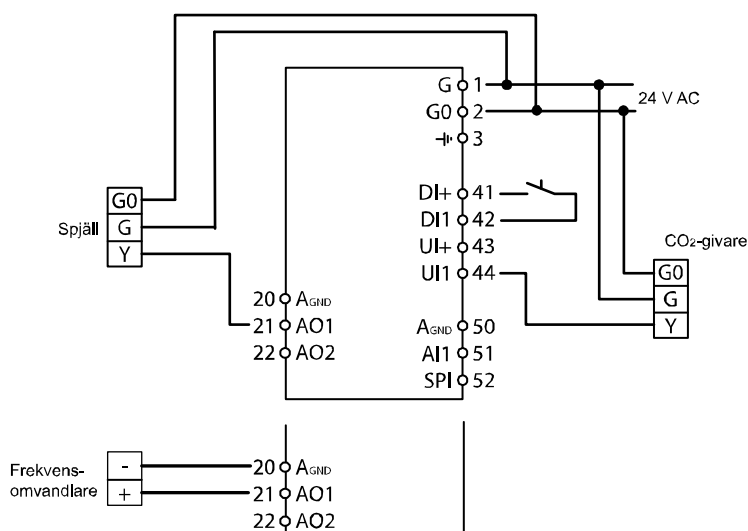 G 1
24 V AC
G0 2
3
DI+ 41
G0
Spjäll G
DI1 42
CO2-givare
UI+ 43
Y
UI1 44
G0
G
20 AGND
Y
21 AO1
AGND 50
22 AO2
AI1 51
SPI 52
Frekvens-
omvandlare
-
+
20 AGND
21 AO1
22 AO2